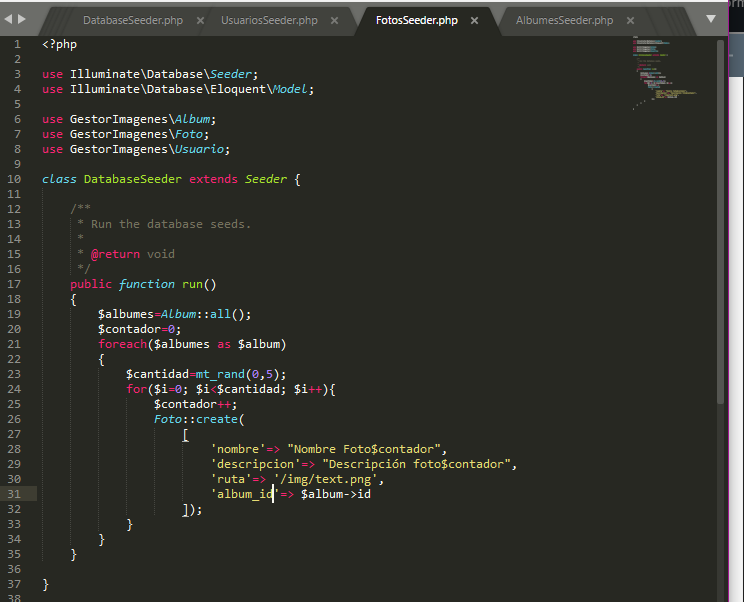 DatabaseSeeder.php × UsuariosSeeder.php × FotosSeeder.php × AlbumesSeeder.php ×
1 <?php
2
3 use Illuminate\Database\Seeder;
4 use Illuminate\Database\Eloquent\Model;
5
6 use GestorImagenes\Album;
7 use GestorImagenes\Foto;
8 use GestorImagenes\Usuario;
9
10 class DatabaseSeeder extends Seeder {
11
12 /**
13 * Run the database seeds.
14 *
15 * @return void
16 */
17 public function run()
18 {
19 $albumes=Album::all();
20 $contador=0;
21 foreach($albumes as $album)
22 {
23 $cantidad=mt_rand(0,5);
24 for($i=0; $i<$cantidad; $i++){
25 $contador++;
26 Foto::create(
27 [
28 'nombre'=> "Nombre Foto$contador",
29 'descripcion'=> "Descripción foto$contador",
30 'ruta'=> '/img/text.png',
31 'album_id'=> $album->id
32 ]);
33 }
34 }
35 }
36
37 }
38